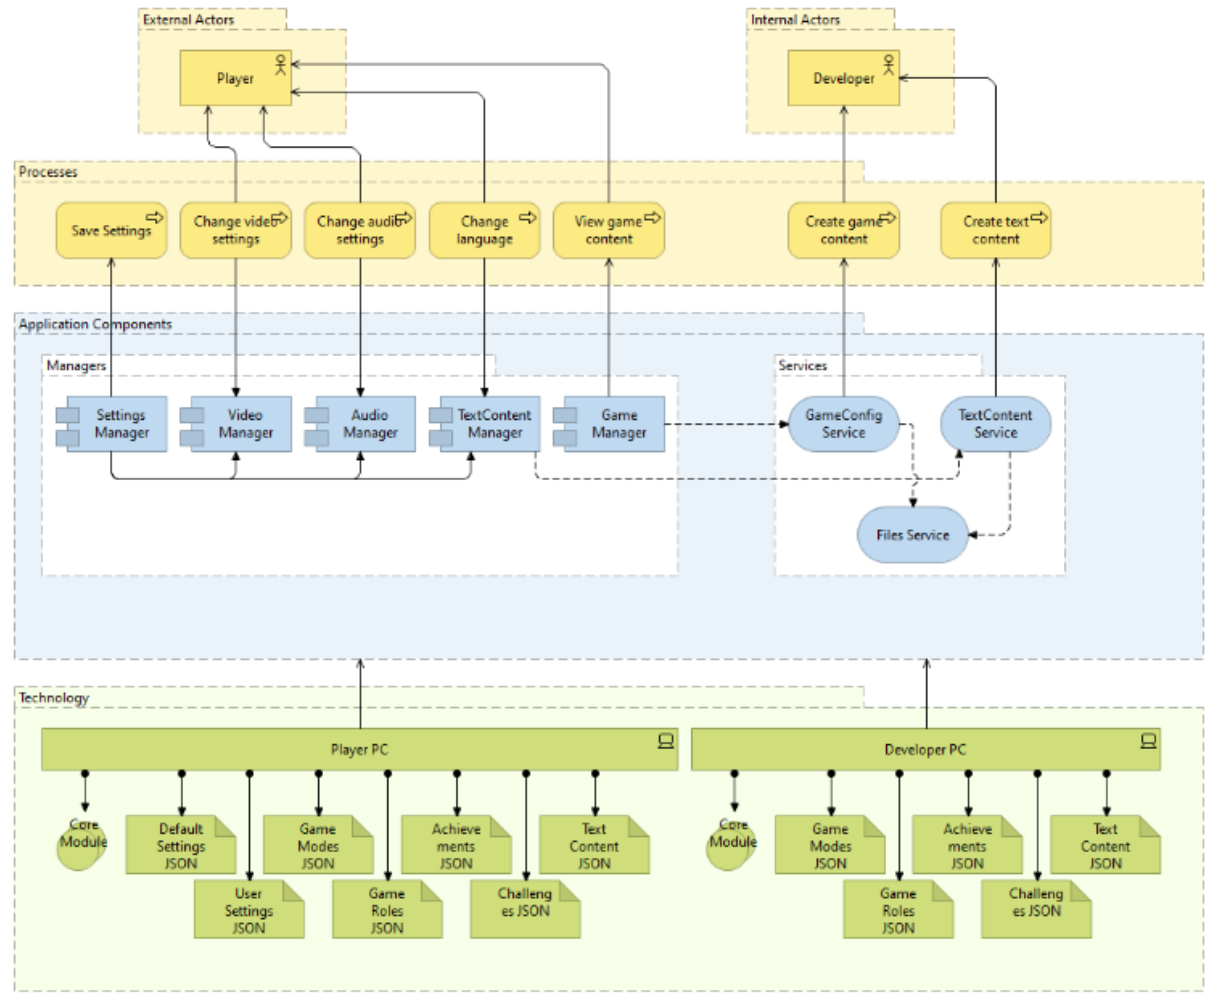 External Actors
Internal Actors
Player
Developer
Processes
Save Settings
Change video
settings
Change audio
settings
Change
language
View game
content
Create game
content
Create text
content
Application Components
Managers
Services
Settings
Manager
Video
Manager
Audio
Manager
TextContent
Manager
Game
Manager
GameConfig
Service
TextContent
Service
Files Service
Technology
Player PC
Developer PC
Core
Module
Default
Settings
JSON
Game
Modes
JSON
Achieve
ments
JSON
Text
Content
JSON
User
Settings
JSON
Game
Roles
JSON
Challeng
es JSON
Core
Module
Game
Modes
JSON
Achieve
ments
JSON
Text
Content
JSON
Game
Roles
JSON
Challeng
es JSON